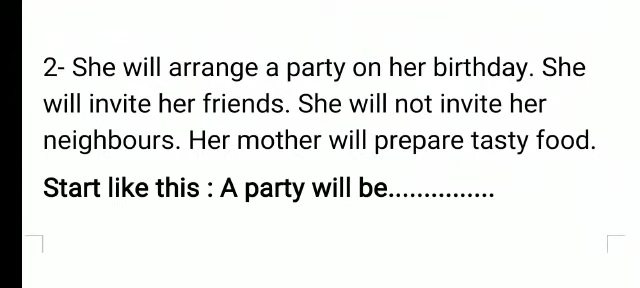 2- She will arrange a party on her birthday. She
will invite her friends. She will not invite her
neighbours. Her mother will prepare tasty food.
Start like this : A party will be...............